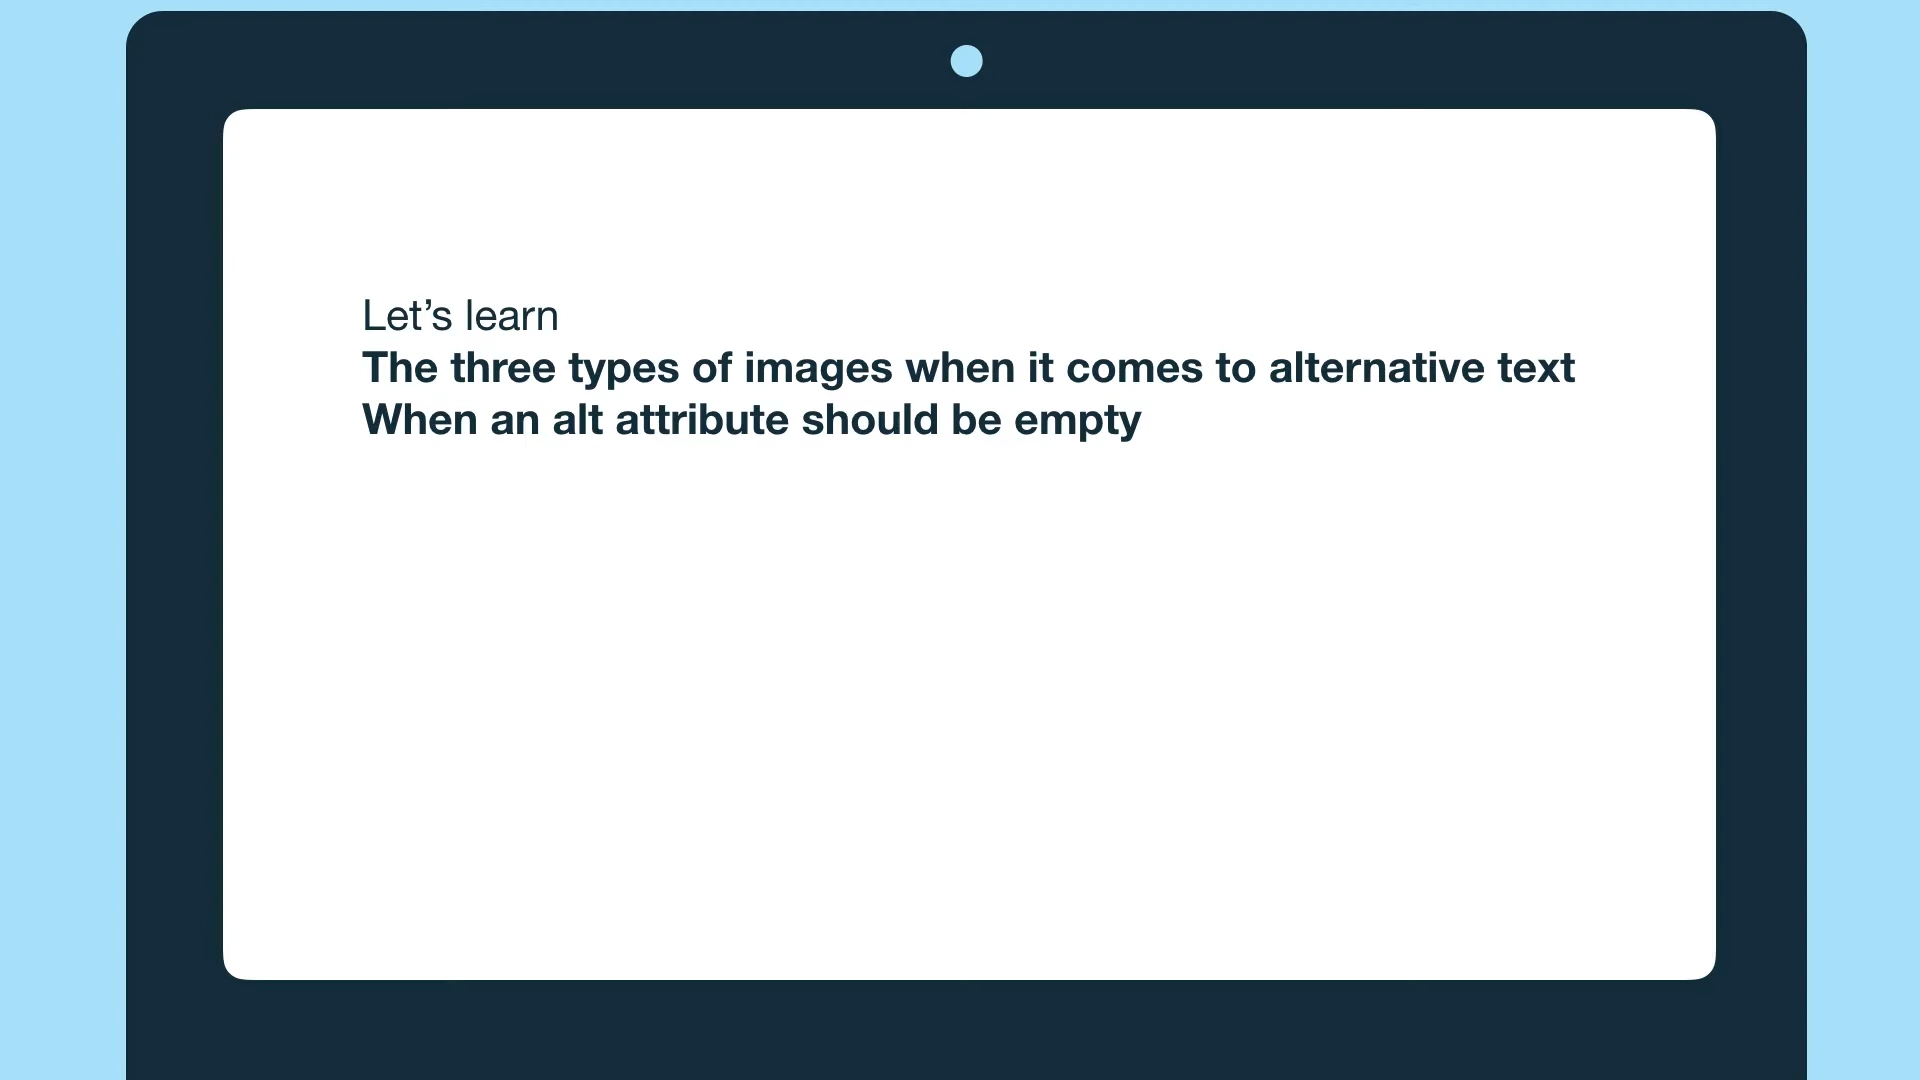 Let’s learn
The three types of images when it comes to alternative text
When an alt attribute should be empty